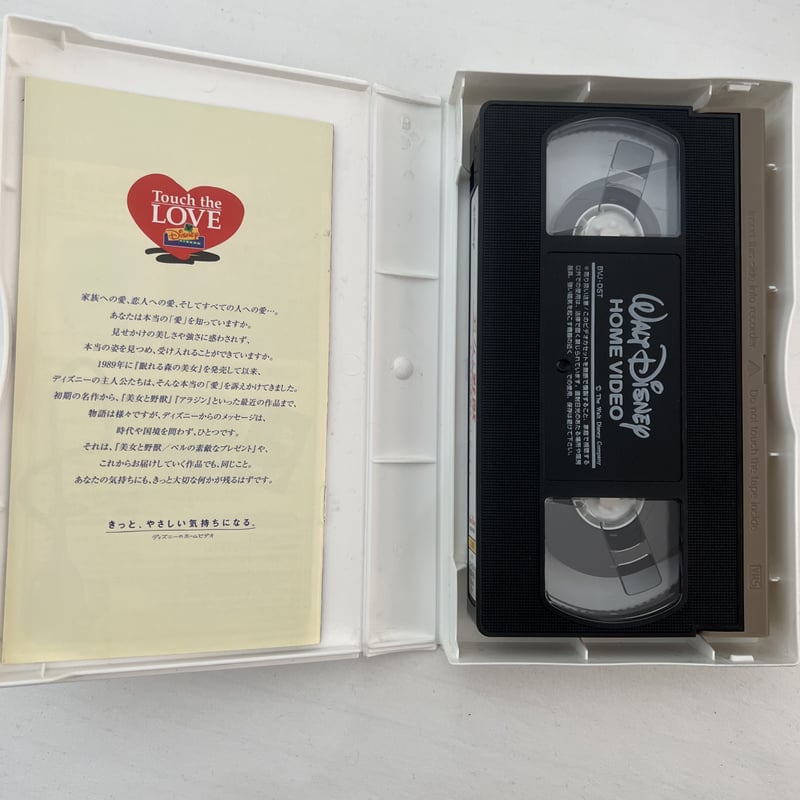 Touch the
LOVE
Disney
家族への愛、恋人への愛、そしてすべての人への愛…。
あなたは本当の「愛」を知っていますか。
見せかけの美しさや強さに惑わされず、
本当の姿を見つめ、受け入れることができていますか。
1989年に『眠れる森の美女』を発売して以来、
ディズニーの主人公たちは、そんな本当の「愛」を訴えかけてきました。
初期の名作から、『美女と野獣』『アラジン』といった最近の作品まで、
物語は様々ですが、ディズニーからのメッセージは、
時代や国境を問わず、ひとつです。
それは、『美女と野獣／ベルの素敵なプレゼント』や、
これからお届けしていく作品でも、同じこと。
あなたの気持ちにも、きっと大切な何かが残るはずです。
きっと、やさしい気持ちになる。
ディズニーのホームビデオ
WALT DISNEY
HOME VIDEO
© The Walt Disney Company
BVJ-DST
Do not touch the tape inside
VHS